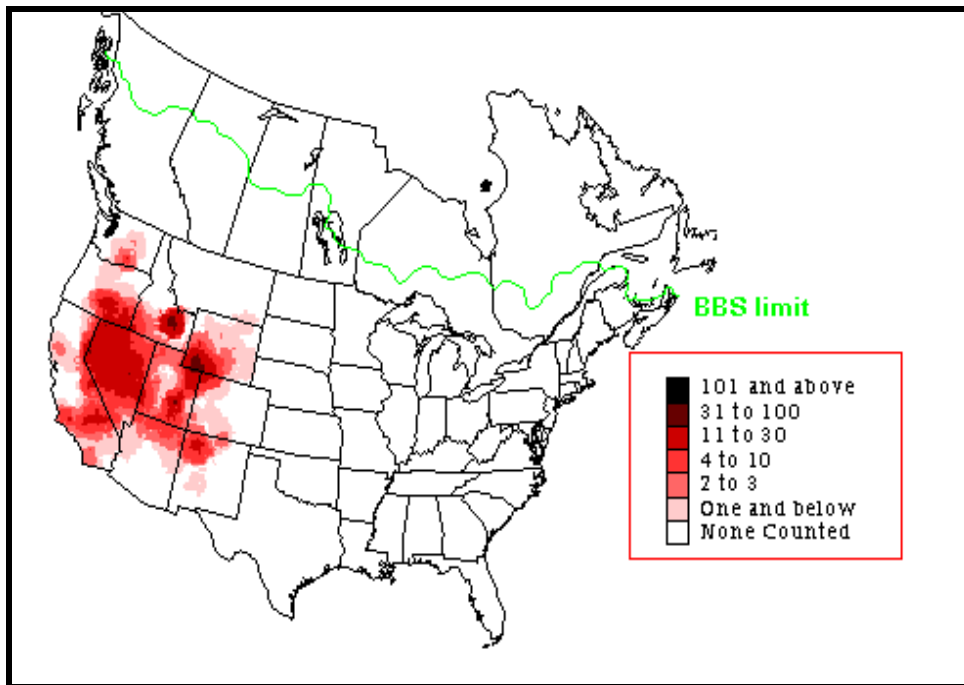 BBS limit
101 and above
31 to 100
11 to 30
4 to 10
2 to 3
One and below
None Counted